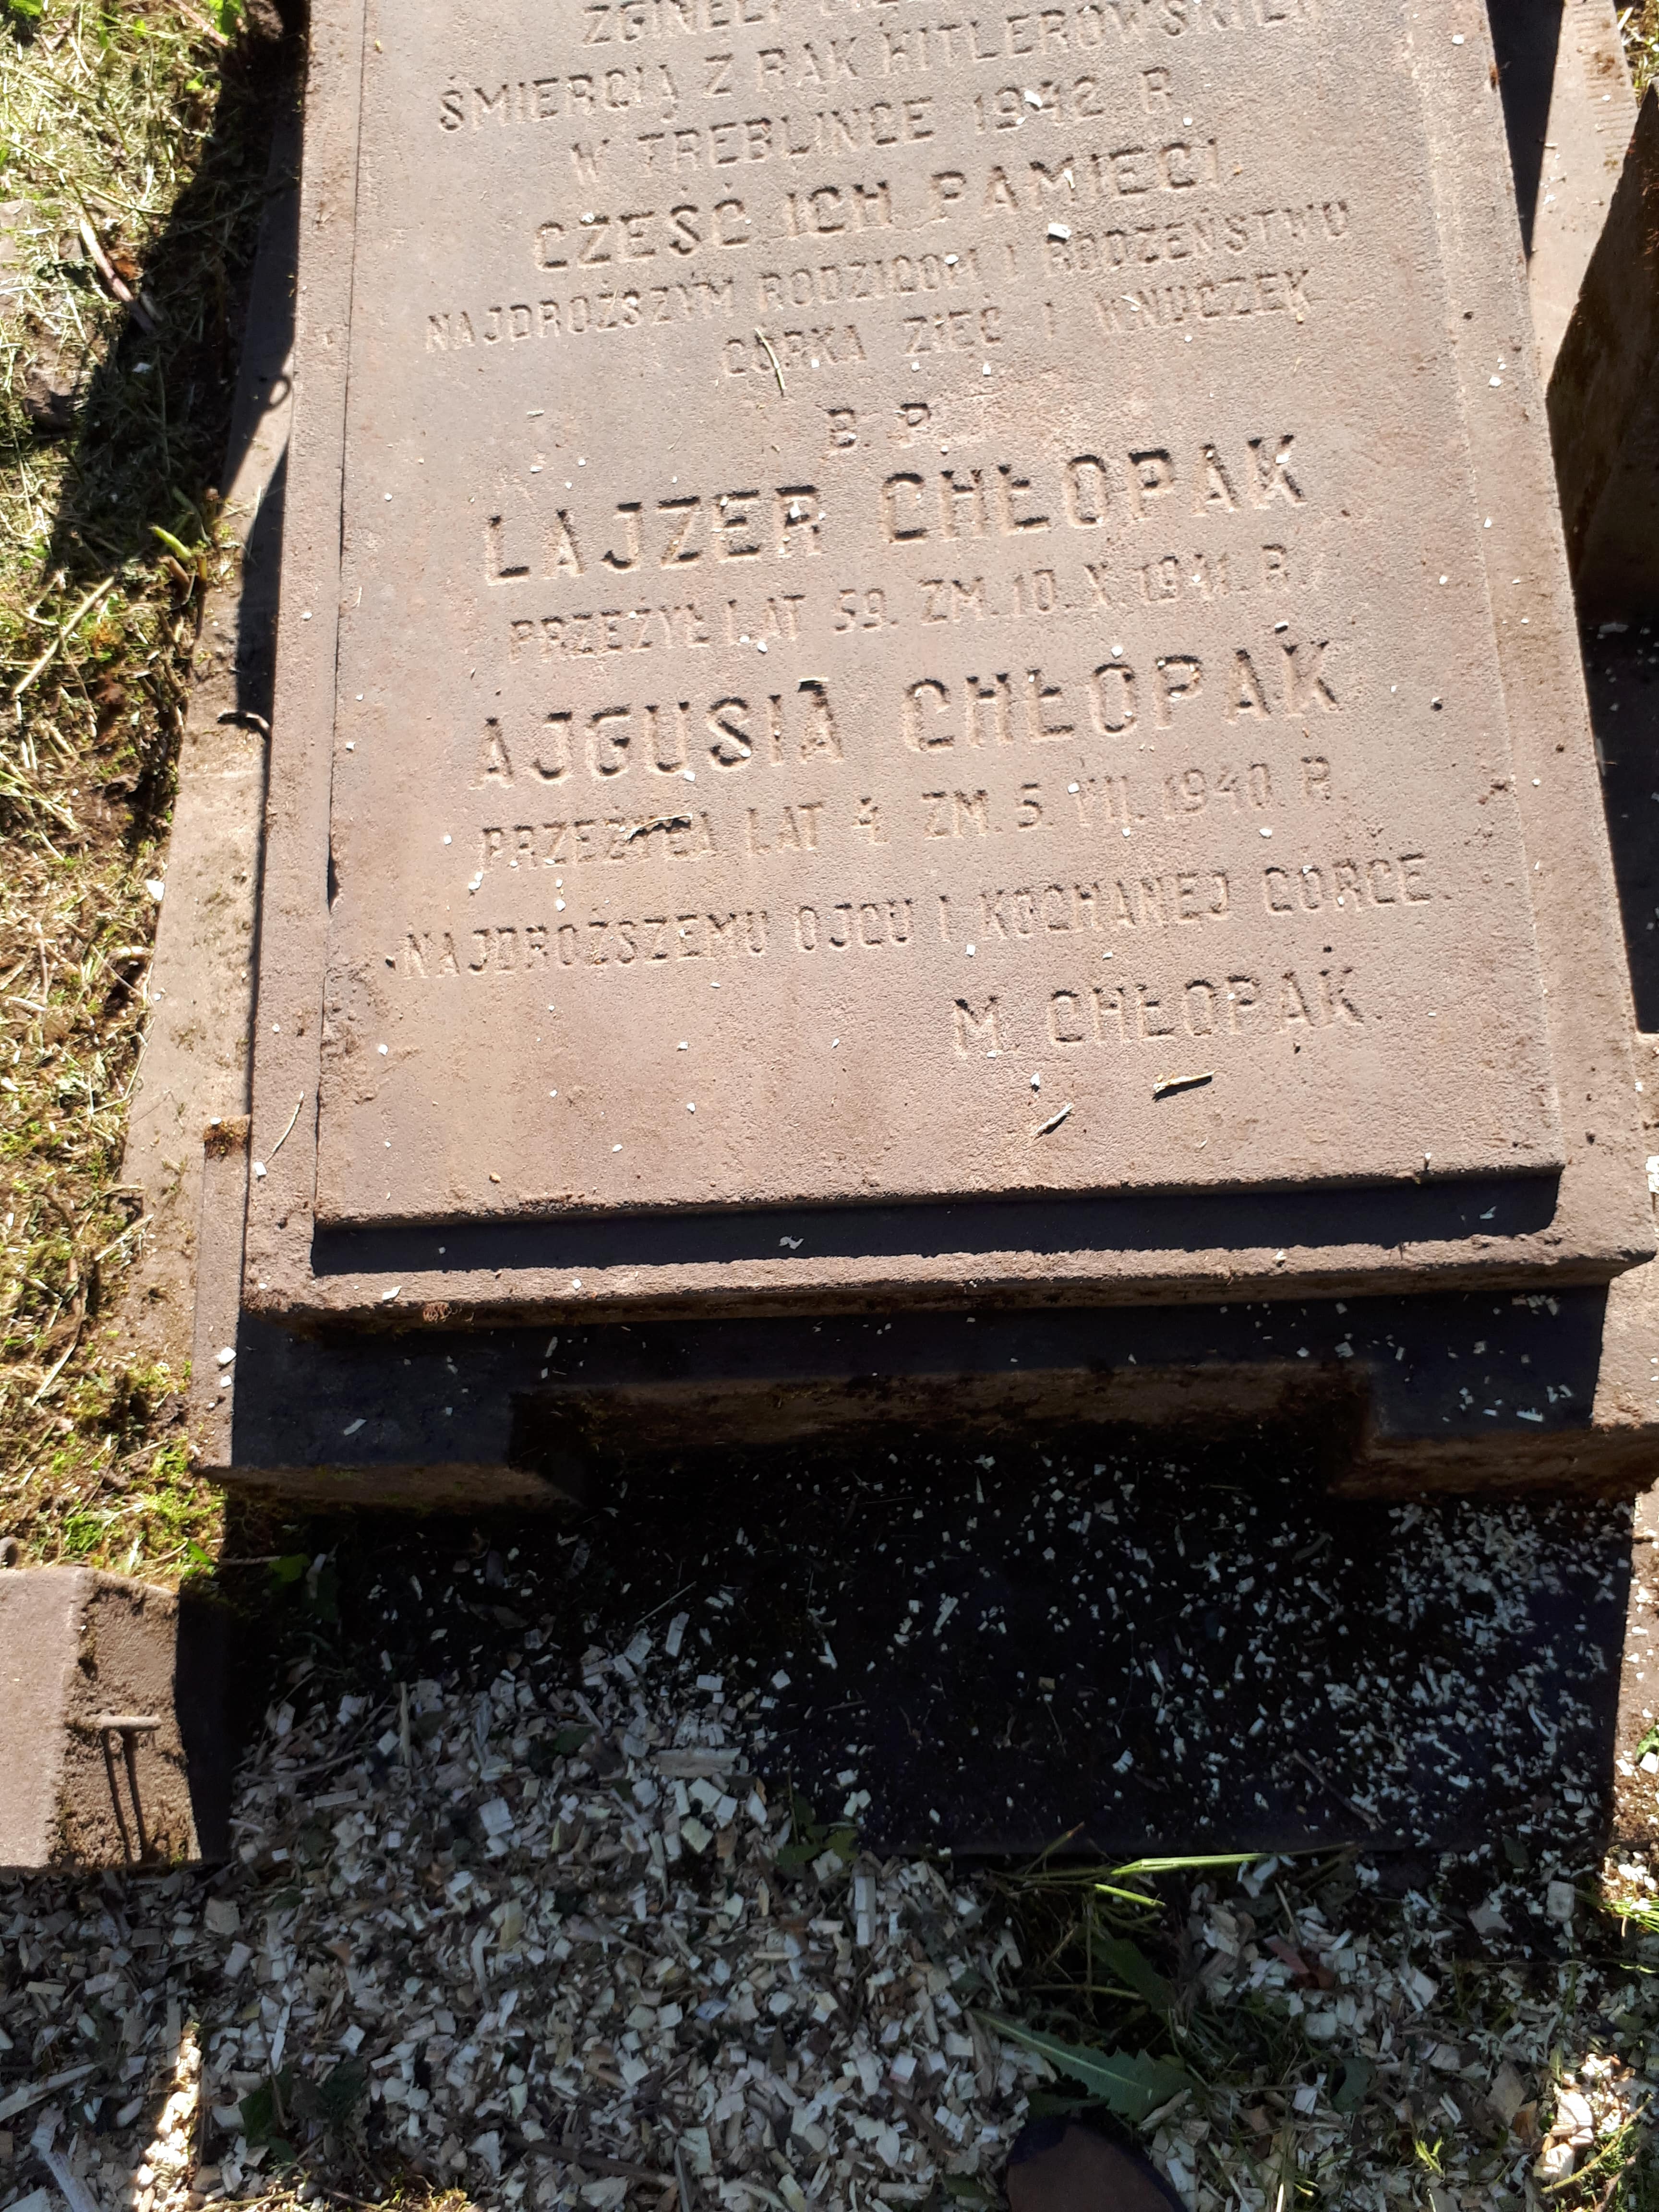 ZGINĘLI
ŚMIERCIĄ Z RĄK HITLEROWSKICH
W TREBLINCE 1942 R
CZEŚĆ ICH PAMIĘCI
NAJDROŻSZYM RODZICOM I RODZEŃSTWU
CÓRKA ZIĘĆ I WNUCZEK
B. P.
LAJZER CHŁOPAK
PRZEŻYŁ LAT 59. ZM. 10. X 1941. R.
AJGUSIA CHŁOPAK
PRZEŻYŁA LAT 4 ZM. 5. VII. 1940. R.
NAJDROŻSZEMU OJCU I KOCHANEJ CÓRCE.
M. CHŁOPAK.